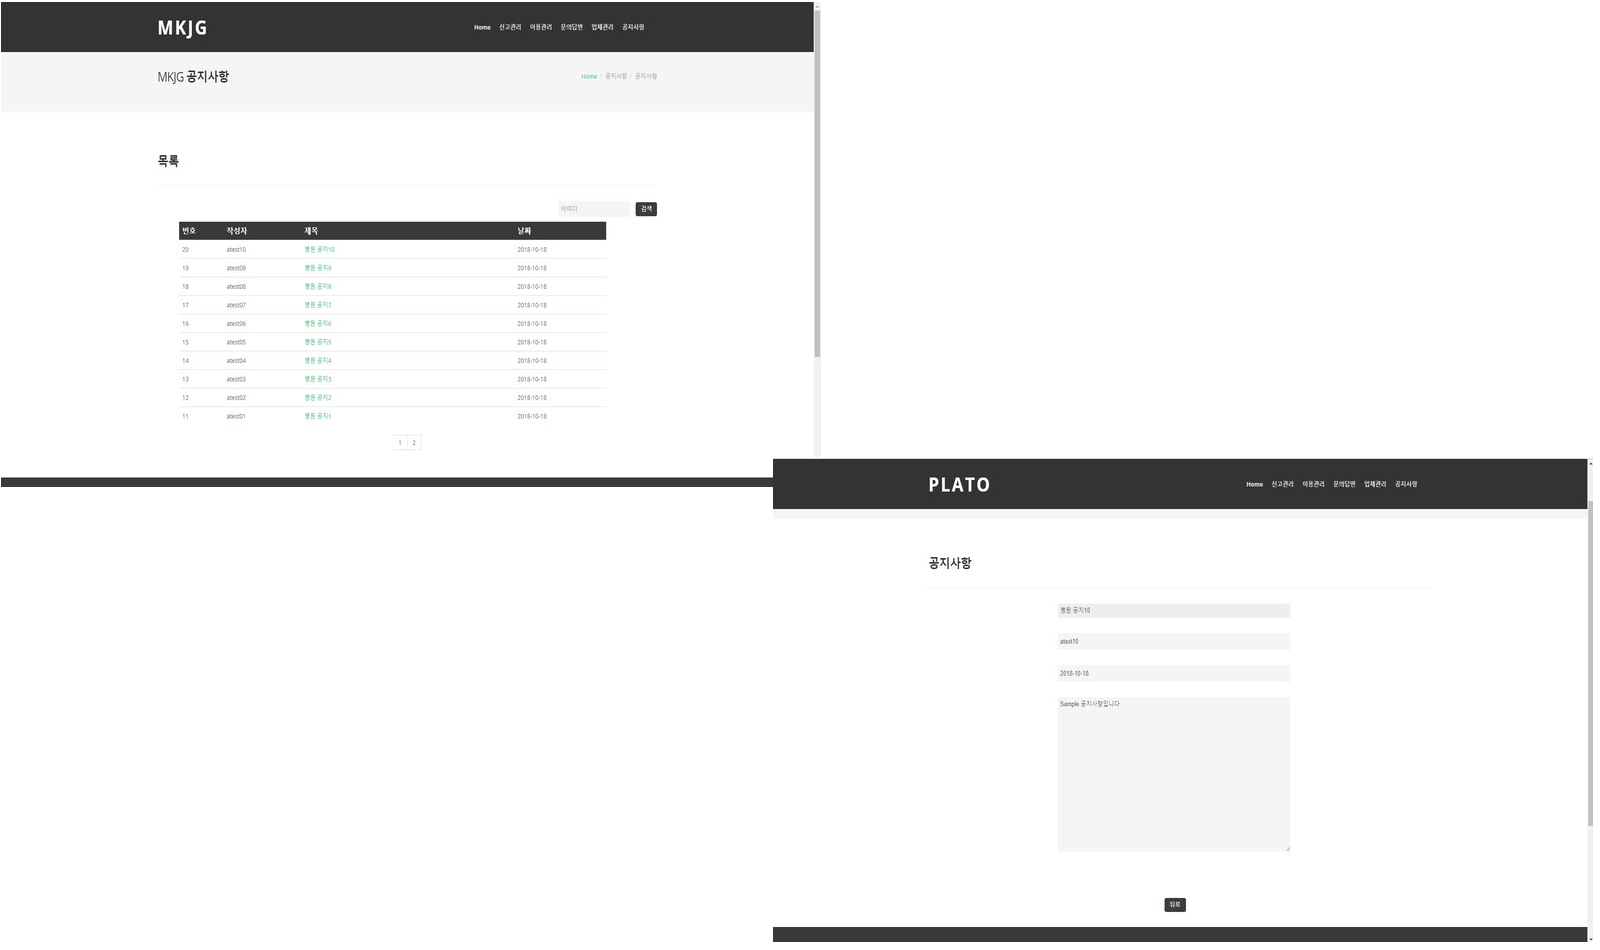 MKJG
Home 신고관리 이용관리 문의답변 업체관리 공지사항
MKJG 공지사항
Home / 공지사항 / 공지사항
목록
아이디 검색
번호 작성자 제목 날짜
20 atest10 병원 공지10 2018-10-18
19 atest09 병원 공지9 2018-10-18
18 atest08 병원 공지8 2018-10-18
17 atest07 병원 공지7 2018-10-18
16 atest06 병원 공지6 2018-10-18
15 atest05 병원 공지5 2018-10-18
14 atest04 병원 공지4 2018-10-18
13 atest03 병원 공지3 2018-10-18
12 atest02 병원 공지2 2018-10-18
11 atest01 병원 공지1 2018-10-18
1 2
PLATO
Home 신고관리 이용관리 문의답변 업체관리 공지사항
공지사항
병원 공지10
atest10
2018-10-18
Sample 공지사항입니다.
뒤로